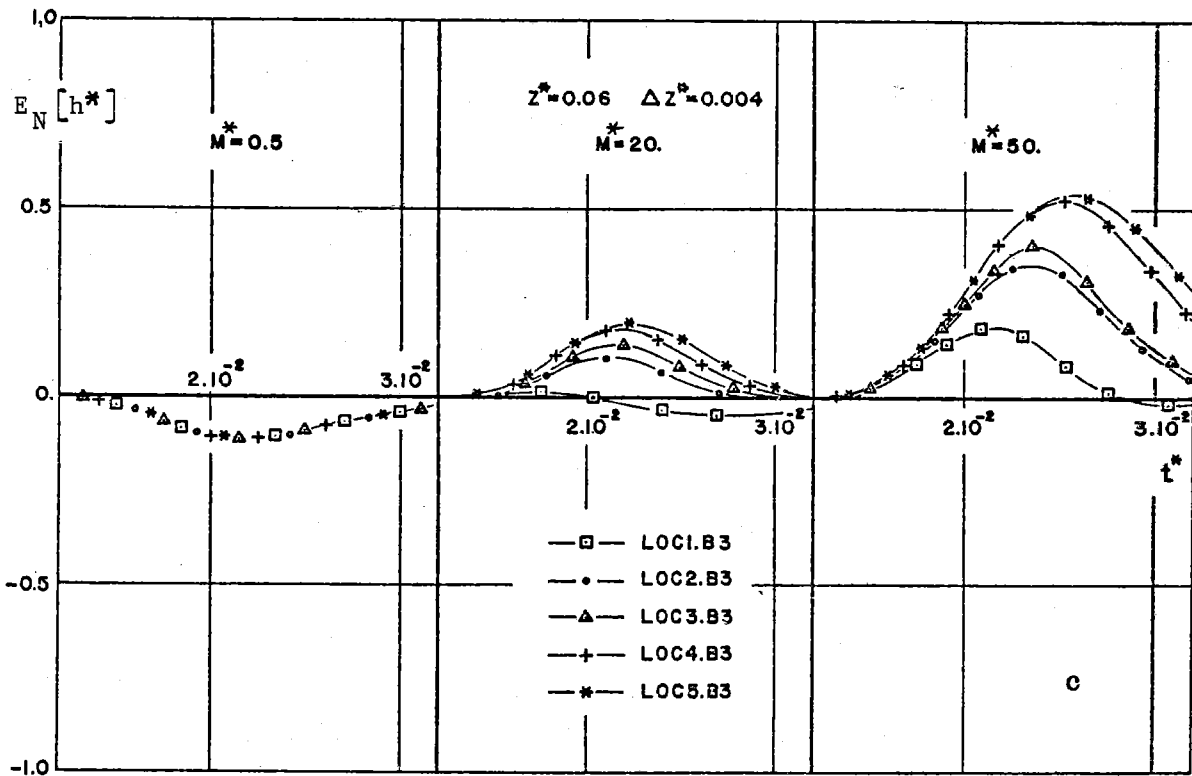 1,0
E_N [h*]
Z*=0.06 ΔZ*=0.004
M*=0.5
M*=20.
M*=50.
0.5
2.10⁻²
3.10⁻²
0.
2.10⁻²
3.10⁻²
2.10⁻²
3.10⁻²
t*
LOC1.B3
LOC2.B3
LOC3.B3
LOC4.B3
LOC5.B3
-0.5
C
-1.0